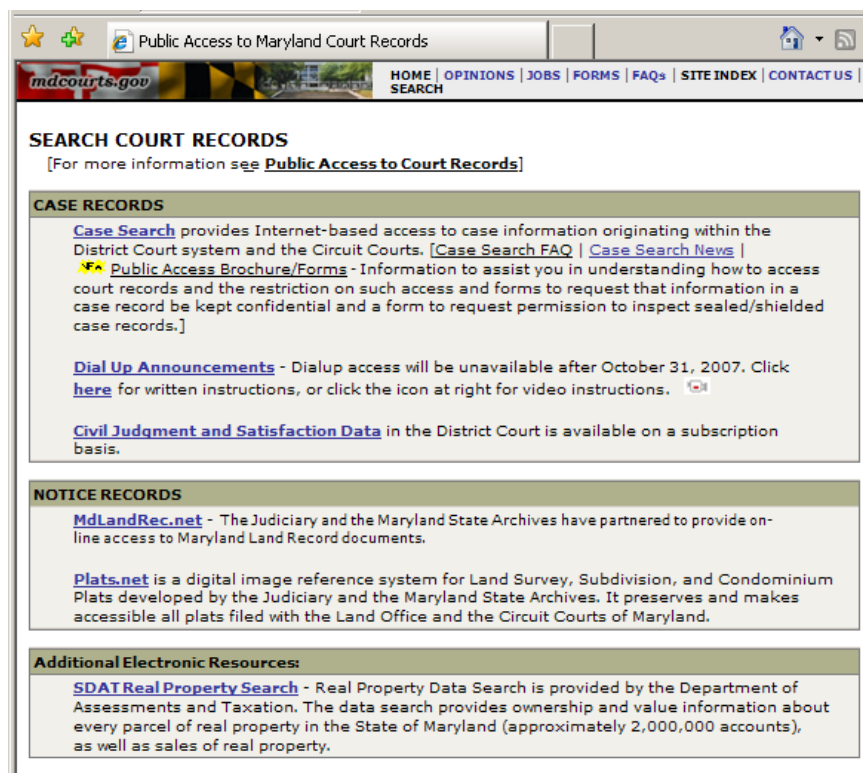 Public Access to Maryland Court Records
mdcourts.gov
HOME | OPINIONS | JOBS | FORMS | FAQs | SITE INDEX | CONTACT US |
SEARCH
SEARCH COURT RECORDS
[For more information see Public Access to Court Records]
CASE RECORDS
Case Search provides Internet-based access to case information originating within the
District Court system and the Circuit Courts. [Case Search FAQ | Case Search News |
Public Access Brochure/Forms - Information to assist you in understanding how to access
court records and the restriction on such access and forms to request that information in a
case record be kept confidential and a form to request permission to inspect sealed/shielded
case records.]
Dial Up Announcements - Dialup access will be unavailable after October 31, 2007. Click
here for written instructions, or click the icon at right for video instructions.
Civil Judgment and Satisfaction Data in the District Court is available on a subscription
basis.
NOTICE RECORDS
MdLandRec.net - The Judiciary and the Maryland State Archives have partnered to provide on-
line access to Maryland Land Record documents.
Plats.net is a digital image reference system for Land Survey, Subdivision, and Condominium
Plats developed by the Judiciary and the Maryland State Archives. It preserves and makes
accessible all plats filed with the Land Office and the Circuit Courts of Maryland.
Additional Electronic Resources:
SDAT Real Property Search - Real Property Data Search is provided by the Department of
Assessments and Taxation. The data search provides ownership and value information about
every parcel of real property in the State of Maryland (approximately 2,000,000 accounts),
as well as sales of real property.